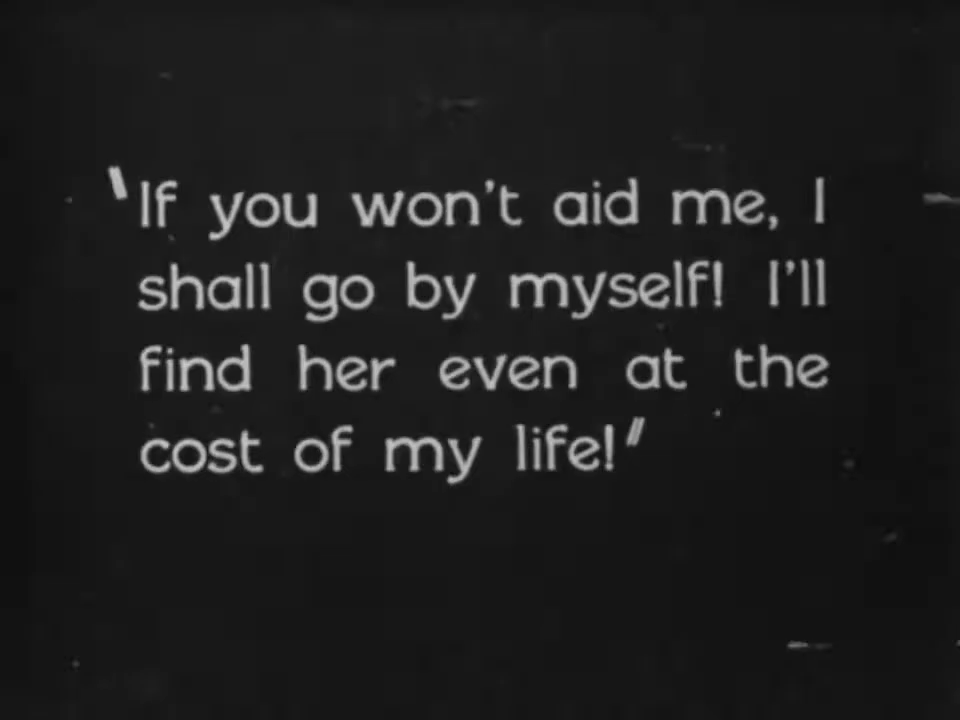 "If you won't aid me, I
shall go by myself! I'll
find her even at the
cost of my life!"